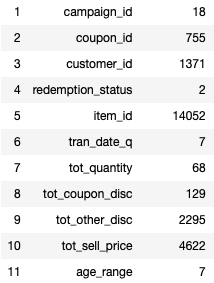 1 campaign_id 18
2 coupon_id 755
3 customer_id 1371
4 redemption_status 2
5 item_id 14052
6 tran_date_q 7
7 tot_quantity 68
8 tot_coupon_disc 129
9 tot_other_disc 2295
10 tot_sell_price 4622
11 age_range 7